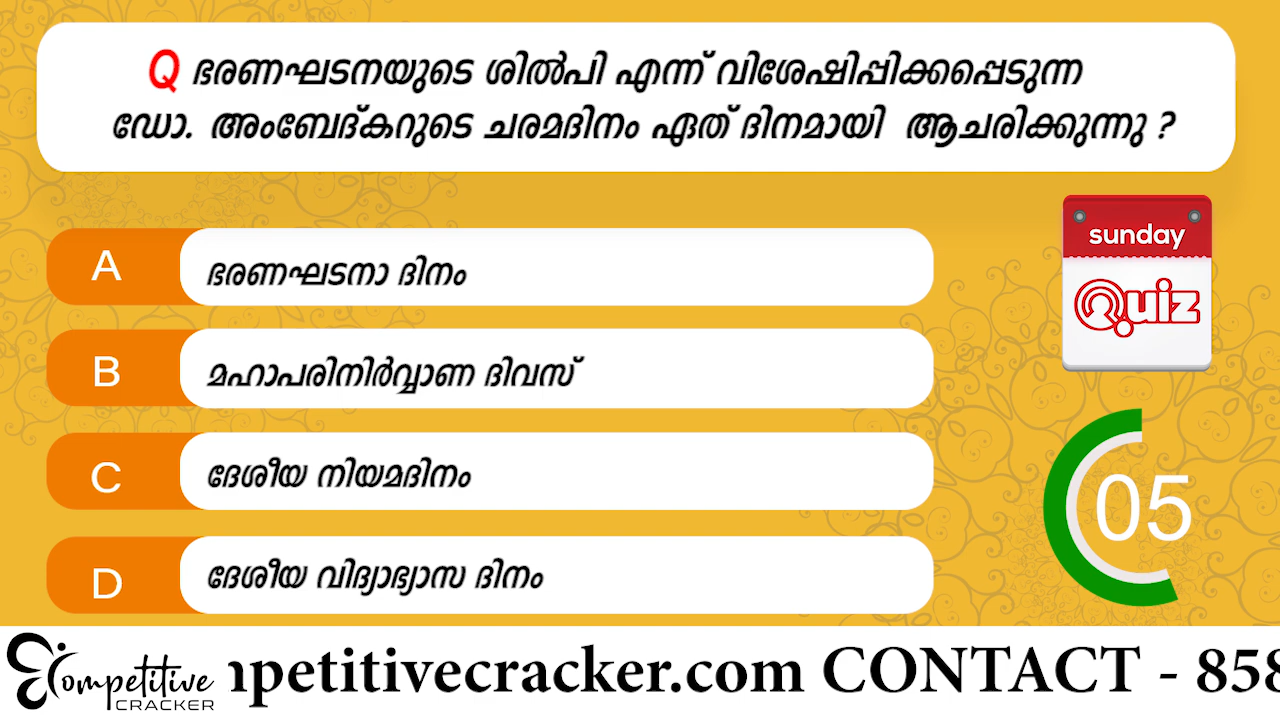 Q ഭരണഘടനയുടെ ശിൽപി എന്ന് വിശേഷിപ്പിക്കപ്പെടുന്ന
ഡോ. അംബേദ്കറുടെ ചരമദിനം ഏത് ദിനമായി ആചരിക്കുന്നു ?
sunday
Quiz
A ഭരണഘടനാ ദിനം
B മഹാപരിനിർവ്വാണ ദിവസ്
C ദേശീയ നിയമദിനം
05
D ദേശീയ വിദ്യാഭ്യാസ ദിനം
Competitive
CRACKER
petitivecracker.com CONTACT - 858